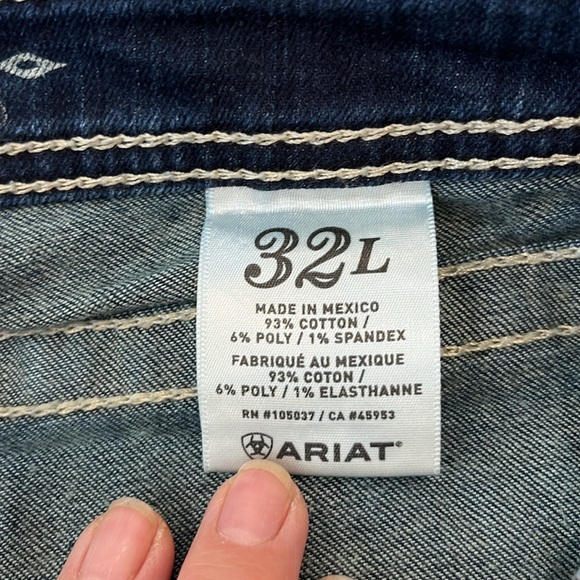 32L
MADE IN MEXICO
93% COTTON /
6% POLY / 1% SPANDEX
FABRIQUÉ AU MEXIQUE
93% COTON /
6% POLY / 1% ELASTHANNE
RN #105037 / CA #45953
ARIAT®